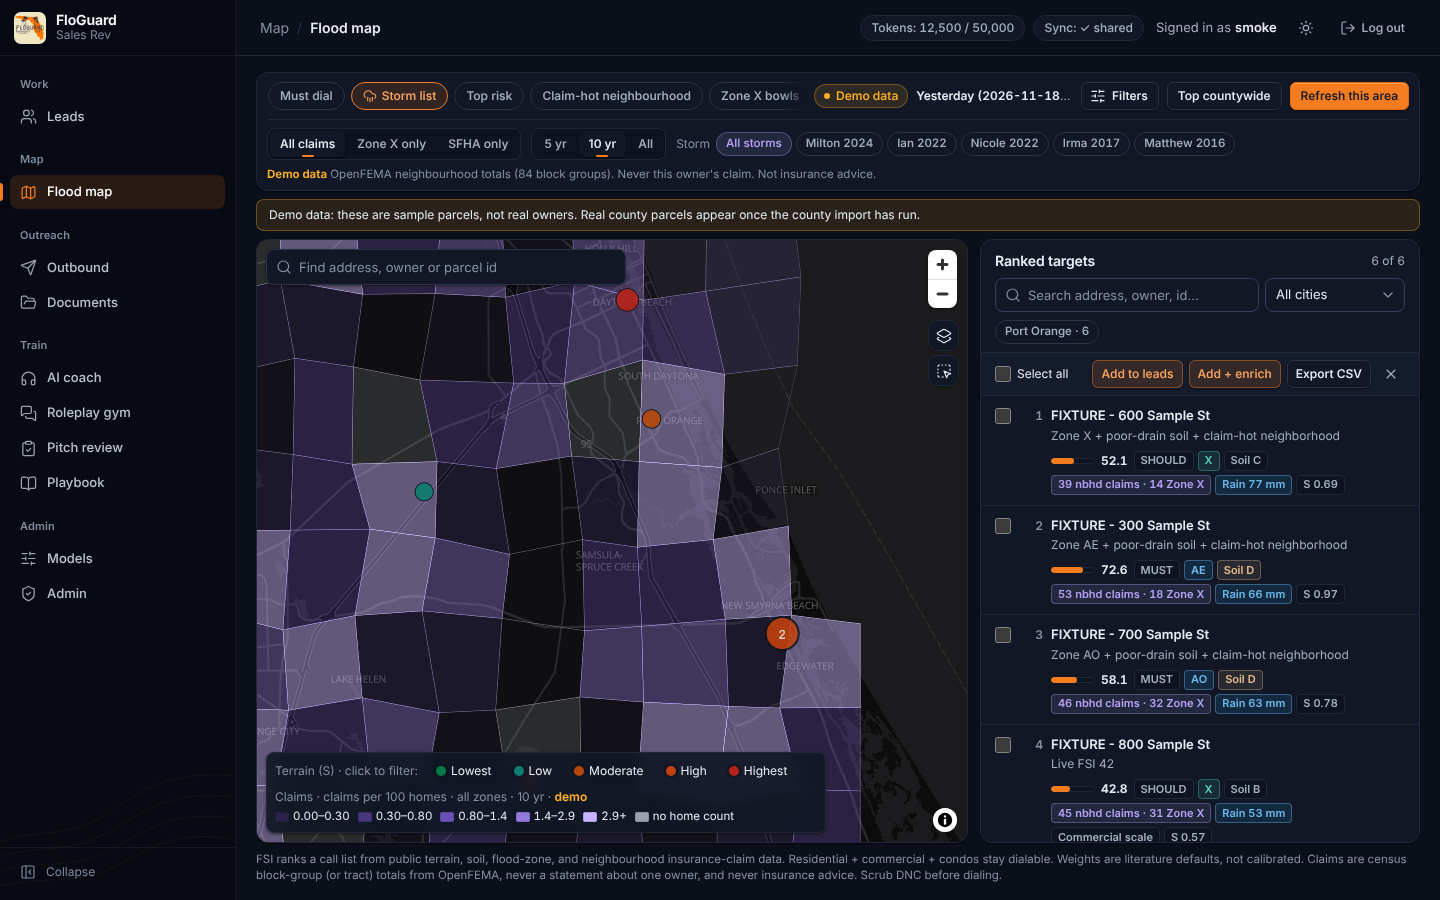 FloGuard
Sales Rev
Work
Leads
Map
Flood map
Outreach
Outbound
Documents
Train
AI coach
Roleplay gym
Pitch review
Playbook
Admin
Models
Admin
Collapse
Map / Flood map
Tokens: 12,500 / 50,000
Sync: ✓ shared
Signed in as smoke
Log out
Must dial
Storm list
Top risk
Claim-hot neighbourhood
Zone X bowls
Demo data
Yesterday (2026-11-18...
Filters
Top countywide
Refresh this area
All claims
Zone X only
SFHA only
5 yr
10 yr
All
Storm
All storms
Milton 2024
Ian 2022
Nicole 2022
Irma 2017
Matthew 2016
Demo data OpenFEMA neighbourhood totals (84 block groups). Never this owner's claim. Not insurance advice.
Demo data: these are sample parcels, not real owners. Real county parcels appear once the county import has run.
HOLLY HILL
Find address, owner or parcel id
SOUTH DAYTONA
95
PONCE INLET
SAMSULA-
SPRUCE CREEK
NEW SMYRNA BEACH
2
EDGEWATER
LAKE HELEN
NGE CITY
Terrain (S) · click to filter:
Lowest
Low
Moderate
High
Highest
Claims · claims per 100 homes · all zones · 10 yr · demo
0.00–0.30
0.30–0.80
0.80–1.4
1.4–2.9
2.9+
no home count
Ranked targets
6 of 6
Search address, owner, id...
All cities
Port Orange · 6
Select all
Add to leads
Add + enrich
Export CSV
1 FIXTURE - 600 Sample St
Zone X + poor-drain soil + claim-hot neighborhood
52.1 SHOULD X Soil C
39 nbhd claims · 14 Zone X Rain 77 mm S 0.69
2 FIXTURE - 300 Sample St
Zone AE + poor-drain soil + claim-hot neighborhood
72.6 MUST AE Soil D
53 nbhd claims · 18 Zone X Rain 66 mm S 0.97
3 FIXTURE - 700 Sample St
Zone AO + poor-drain soil + claim-hot neighborhood
58.1 MUST AO Soil D
46 nbhd claims · 32 Zone X Rain 63 mm S 0.78
4 FIXTURE - 800 Sample St
Live FSI 42
42.8 SHOULD X Soil B
45 nbhd claims · 31 Zone X Rain 53 mm
Commercial scale S 0.57
FSI ranks a call list from public terrain, soil, flood-zone, and neighbourhood insurance-claim data. Residential + commercial + condos stay dialable. Weights are literature defaults, not calibrated. Claims are census
block-group (or tract) totals from OpenFEMA, never a statement about one owner, and never insurance advice. Scrub DNC before dialing.